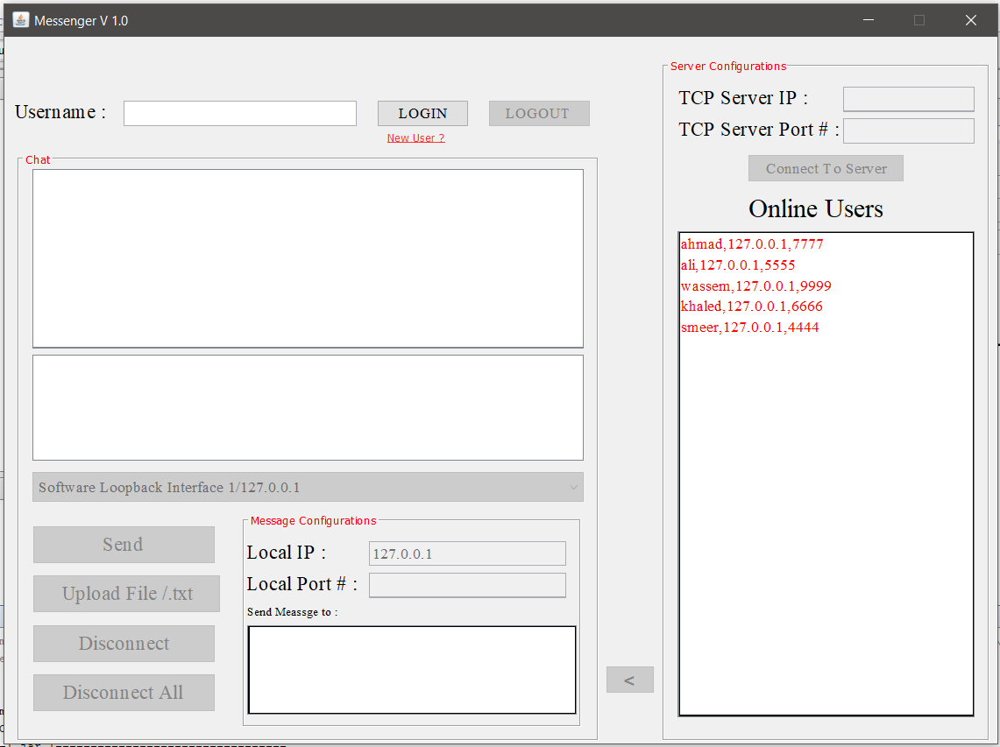 Messenger V 1.0
Username :
LOGIN
LOGOUT
New User ?
Chat
Software Loopback Interface 1/127.0.0.1
Send
Upload File /.txt
Disconnect
Disconnect All
Message Configurations
Local IP :
127.0.0.1
Local Port # :
Send Meassge to :
<
Server Configurations
TCP Server IP :
TCP Server Port # :
Connect To Server
Online Users
ahmad,127.0.0.1,7777
ali,127.0.0.1,5555
wassem,127.0.0.1,9999
khaled,127.0.0.1,6666
smeer,127.0.0.1,4444